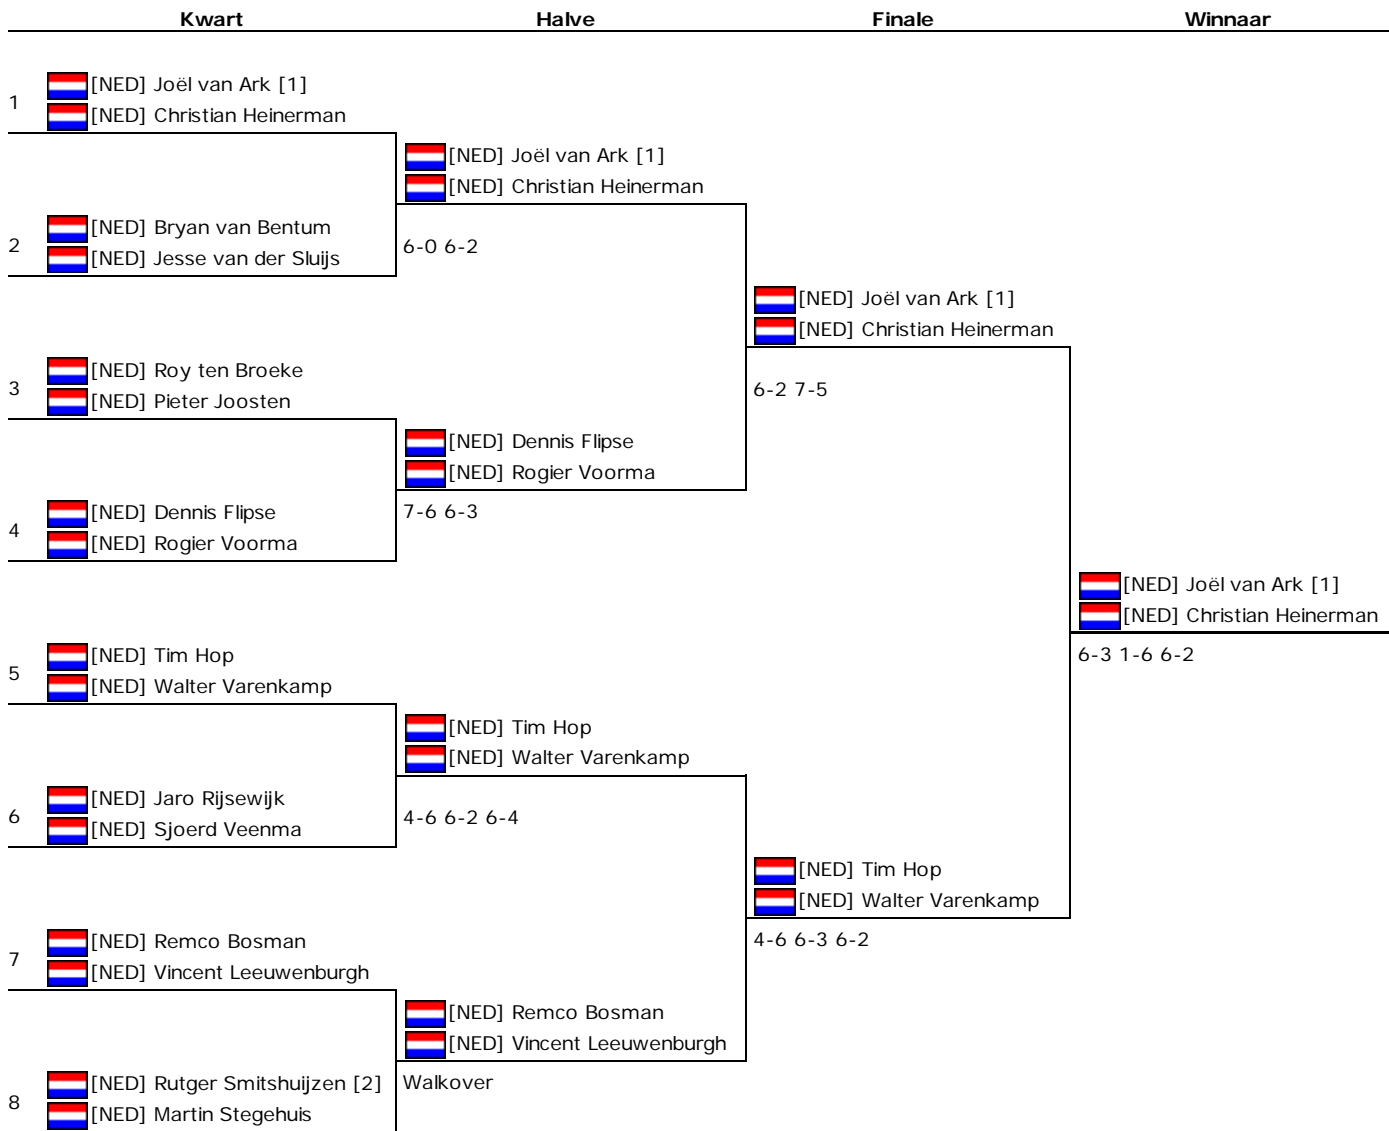 Kwart Halve Finale Winnaar
[NED] Joël van Ark [1]
1
[NED] Christian Heinerman
[NED] Joël van Ark [1]
[NED] Christian Heinerman
[NED] Bryan van Bentum
2 6-0 6-2
[NED] Jesse van der Sluijs
[NED] Joël van Ark [1]
[NED] Christian Heinerman
[NED] Roy ten Broeke
3 6-2 7-5
[NED] Pieter Joosten
[NED] Dennis Flipse
[NED] Rogier Voorma
[NED] Dennis Flipse 7-6 6-3
4
[NED] Rogier Voorma
[NED] Joël van Ark [1]
[NED] Christian Heinerman
[NED] Tim Hop 6-3 1-6 6-2
5
[NED] Walter Varenkamp
[NED] Tim Hop
[NED] Walter Varenkamp
[NED] Jaro Rijsewijk
6 4-6 6-2 6-4
[NED] Sjoerd Veenma
[NED] Tim Hop
[NED] Walter Varenkamp
[NED] Remco Bosman 4-6 6-3 6-2
7
[NED] Vincent Leeuwenburgh
[NED] Remco Bosman
[NED] Vincent Leeuwenburgh
[NED] Rutger Smitshuijzen [2] Walkover
8
[NED] Martin Stegehuis